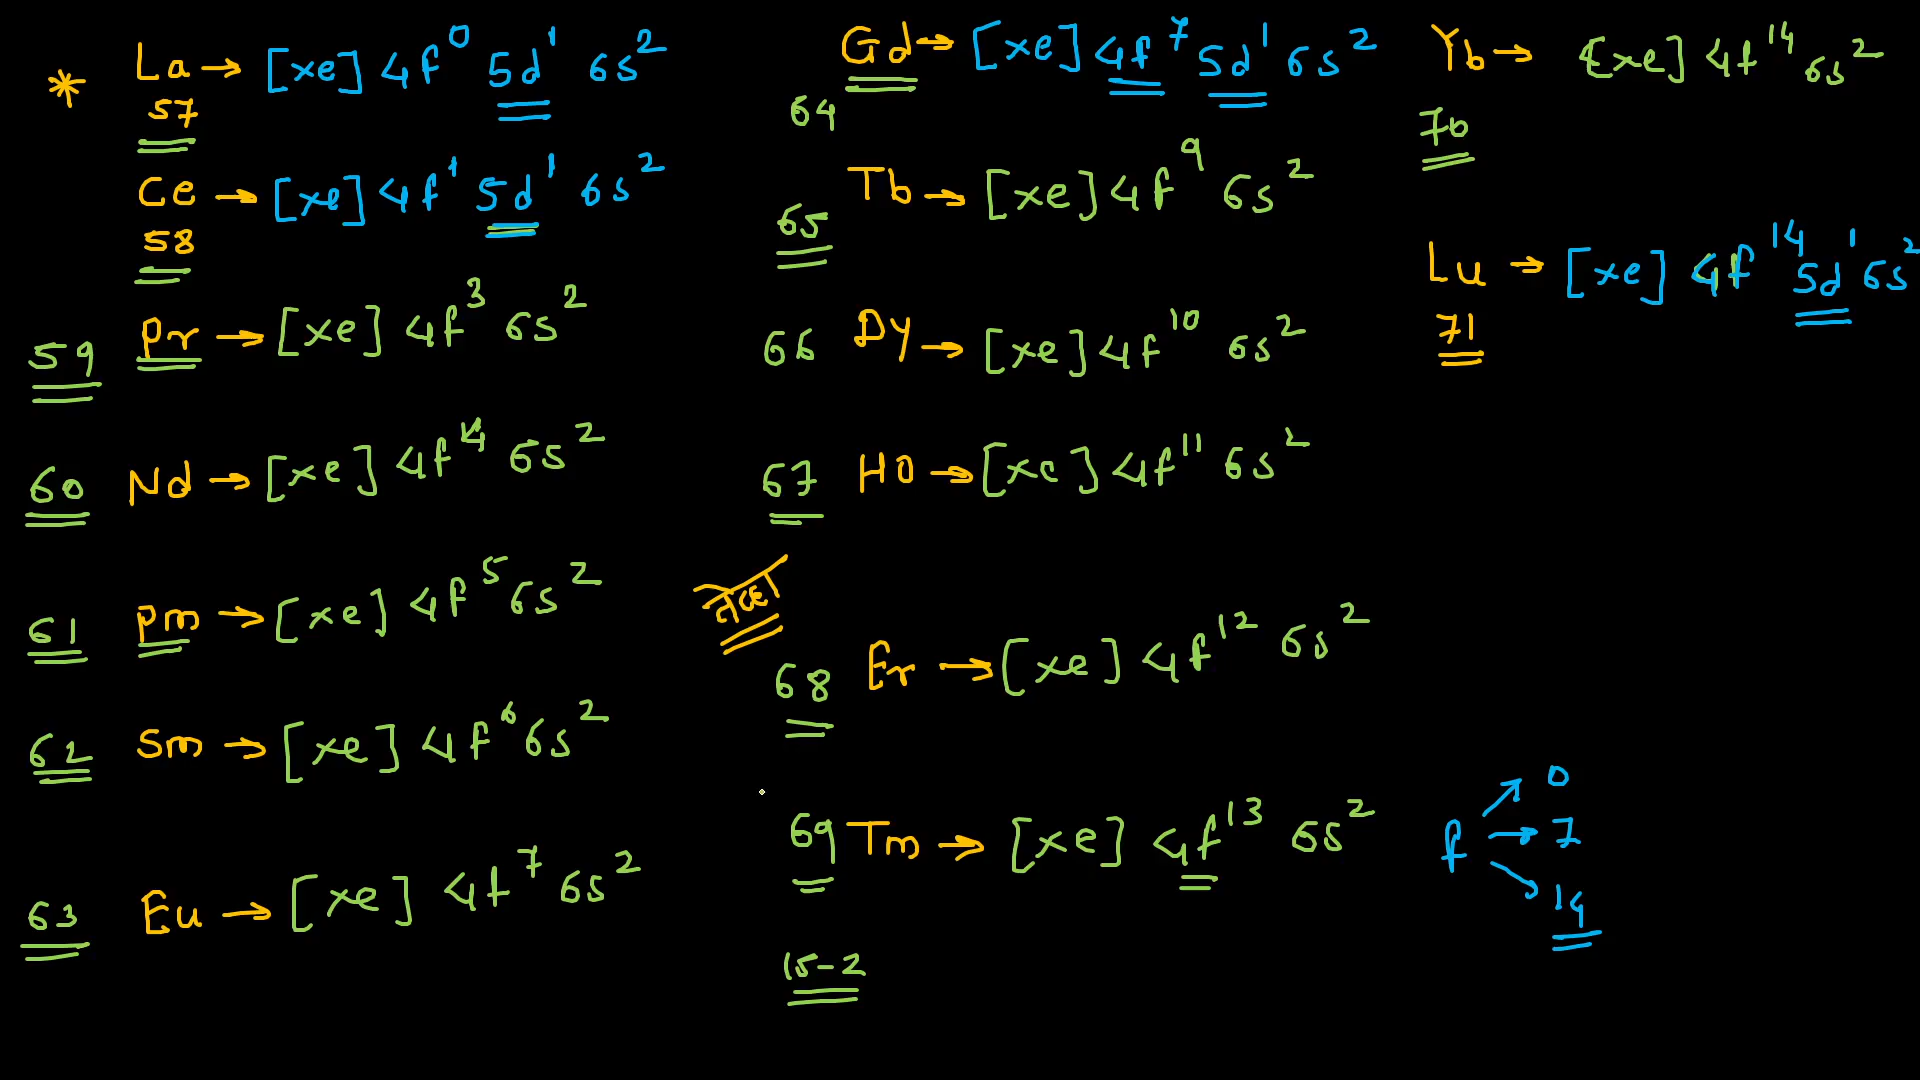 * La → [xe] 4f⁰ 5d¹ 6s²
57
Ce → [xe] 4f¹ 5d¹ 6s²
58
59 Pr → [xe] 4f³ 6s²
60 Nd → [xe] 4f⁴ 6s²
61 Pm → [xe] 4f⁵ 6s²
62 Sm → [xe] 4f⁶ 6s²
63 Eu → [xe] 4f⁷ 6s²
Gd → [xe] 4f⁷ 5d¹ 6s²
64
65 Tb → [xe] 4f⁹ 6s²
66 Dy → [xe] 4f¹⁰ 6s²
67 HO → [xe] 4f¹¹ 6s²
68 Er → [xe] 4f¹² 6s²
69 Tm → [xe] 4f¹³ 6s²
15-2
Yb → [xe] 4f¹⁴ 6s²
70
Lu → [xe] 4f¹⁴ 5d¹ 6s²
71
f → 0
→ 7
→ 14